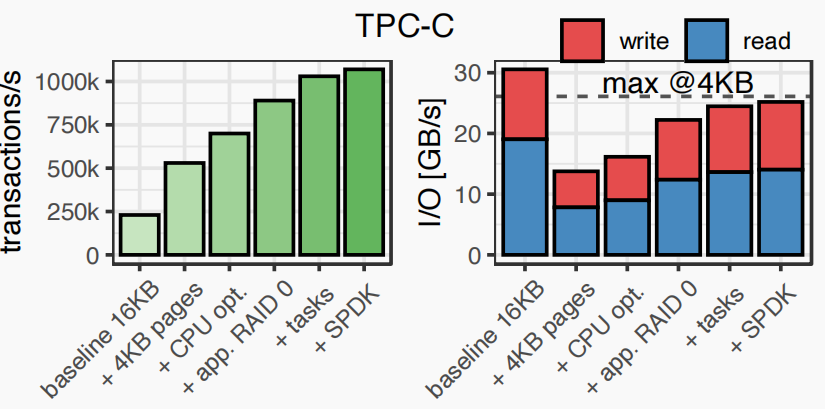 TPC-C
write read
transactions/s
1000k
750k
500k
250k
0
baseline 16KB
+ 4KB pages
+ CPU opt.
+ app. RAID 0
+ tasks
+ SPDK
I/O [GB/s]
30
20
10
0
max @4KB
baseline 16KB
+ 4KB pages
+ CPU opt.
+ app. RAID 0
+ tasks
+ SPDK